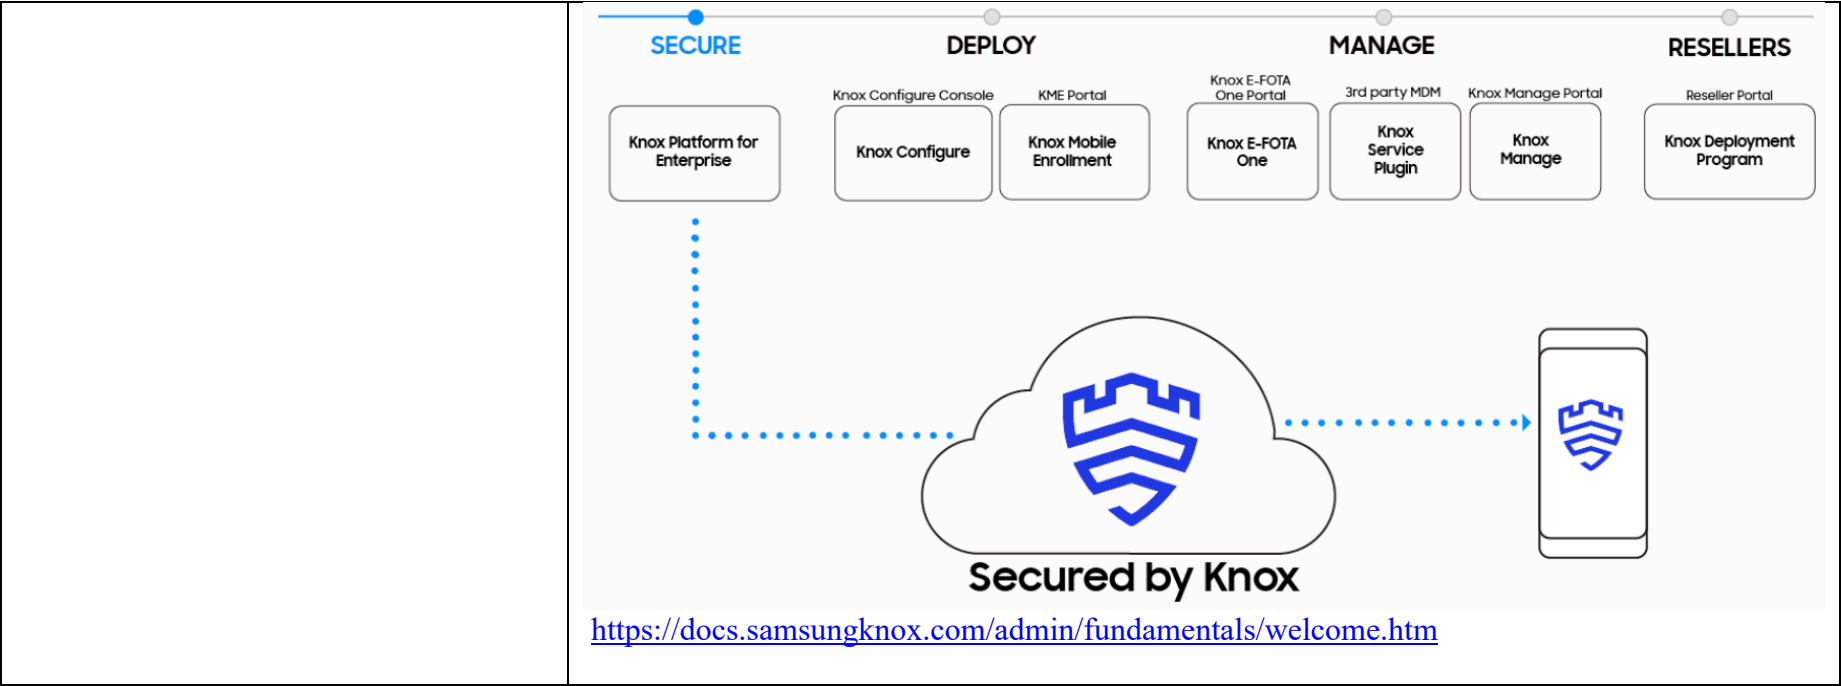 SECURE
DEPLOY
MANAGE
RESELLERS
Knox Platform for
Enterprise
Knox Configure Console
Knox Configure
KME Portal
Knox Mobile
Enrollment
Knox E-FOTA
One Portal
Knox E-FOTA
One
3rd party MDM
Knox
Service
Plugin
Knox Manage Portal
Knox
Manage
Reseller Portal
Knox Deployment
Program
Secured by Knox
https://docs.samsungknox.com/admin/fundamentals/welcome.htm